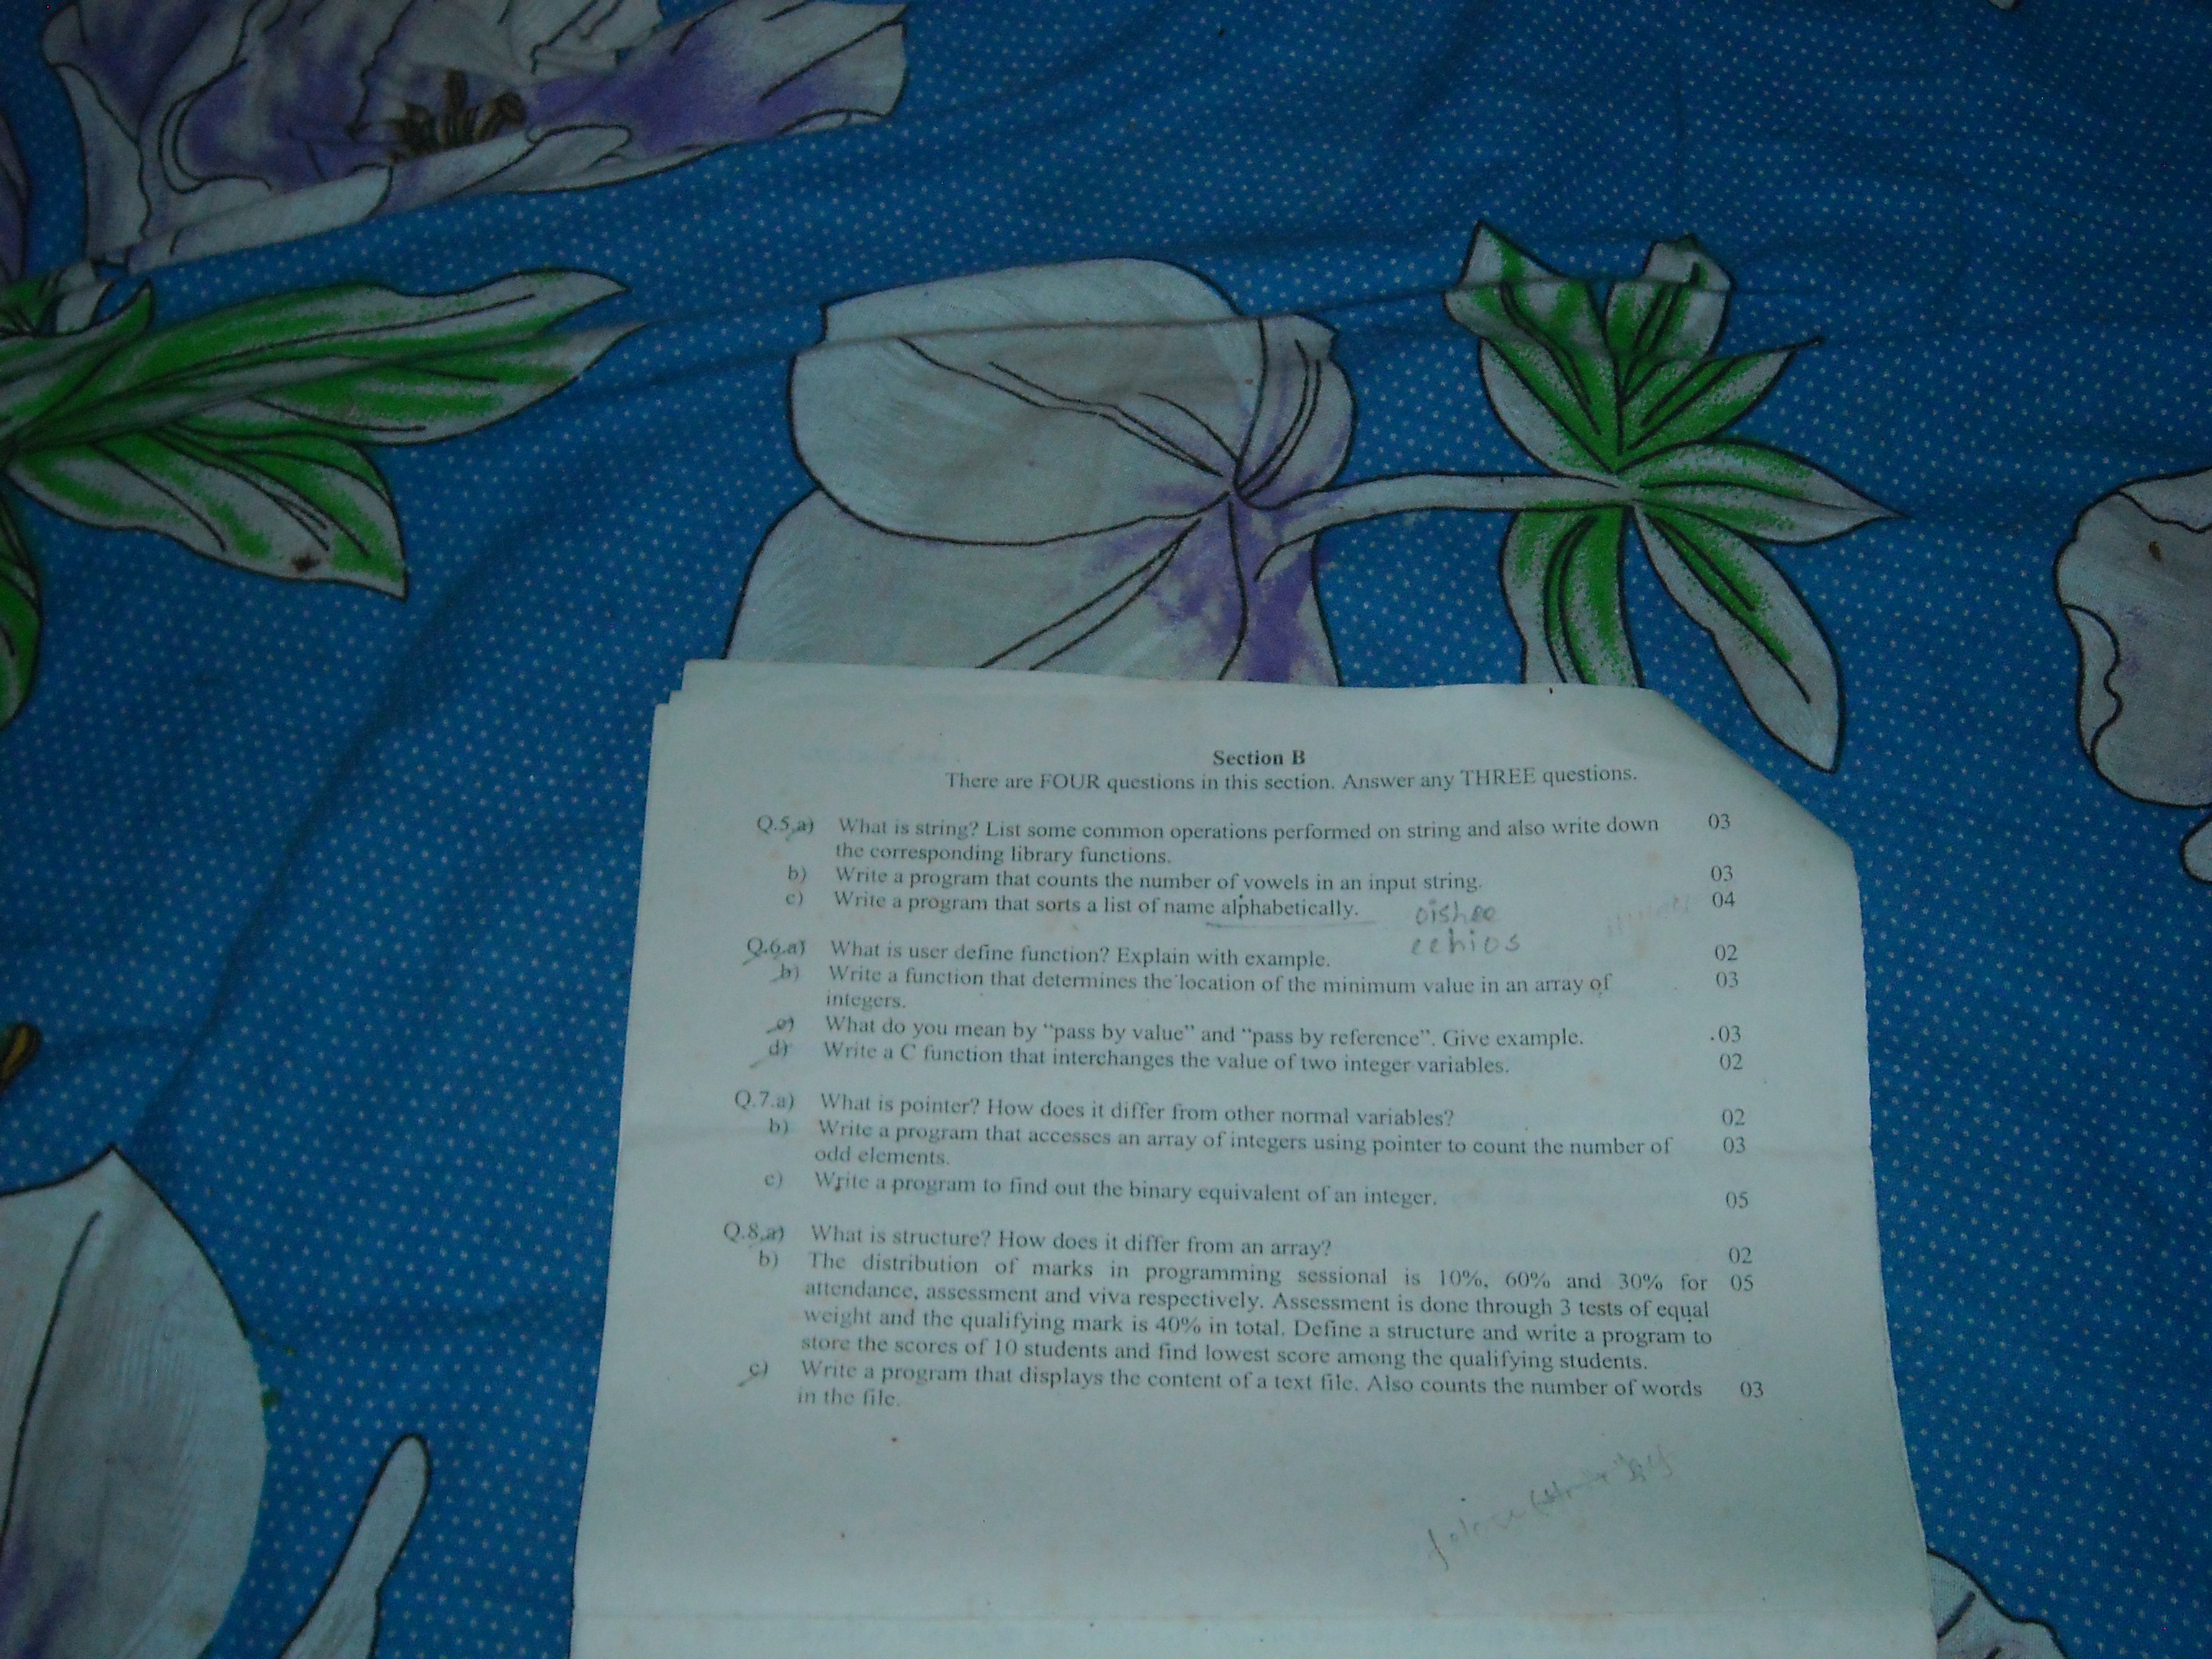 Section B
There are FOUR questions in this section. Answer any THREE questions.
Q.5.a) What is string? List some common operations performed on string and also write down 03
the corresponding library functions.
b) Write a program that counts the number of vowels in an input string. 03
c) Write a program that sorts a list of name alphabetically. 04
oishee
eehios
Q.6.a) What is user define function? Explain with example. 02
b) Write a function that determines the location of the minimum value in an array of 03
integers.
c) What do you mean by “pass by value” and “pass by reference”. Give example. 03
d) Write a C function that interchanges the value of two integer variables. 02
Q.7.a) What is pointer? How does it differ from other normal variables? 02
b) Write a program that accesses an array of integers using pointer to count the number of 03
odd elements.
c) Write a program to find out the binary equivalent of an integer. 05
Q.8.a) What is structure? How does it differ from an array? 02
b) The distribution of marks in programming sessional is 10%, 60% and 30% for 05
attendance, assessment and viva respectively. Assessment is done through 3 tests of equal
weight and the qualifying mark is 40% in total. Define a structure and write a program to
store the scores of 10 students and find lowest score among the qualifying students.
c) Write a program that displays the content of a text file. Also counts the number of words 03
in the file.